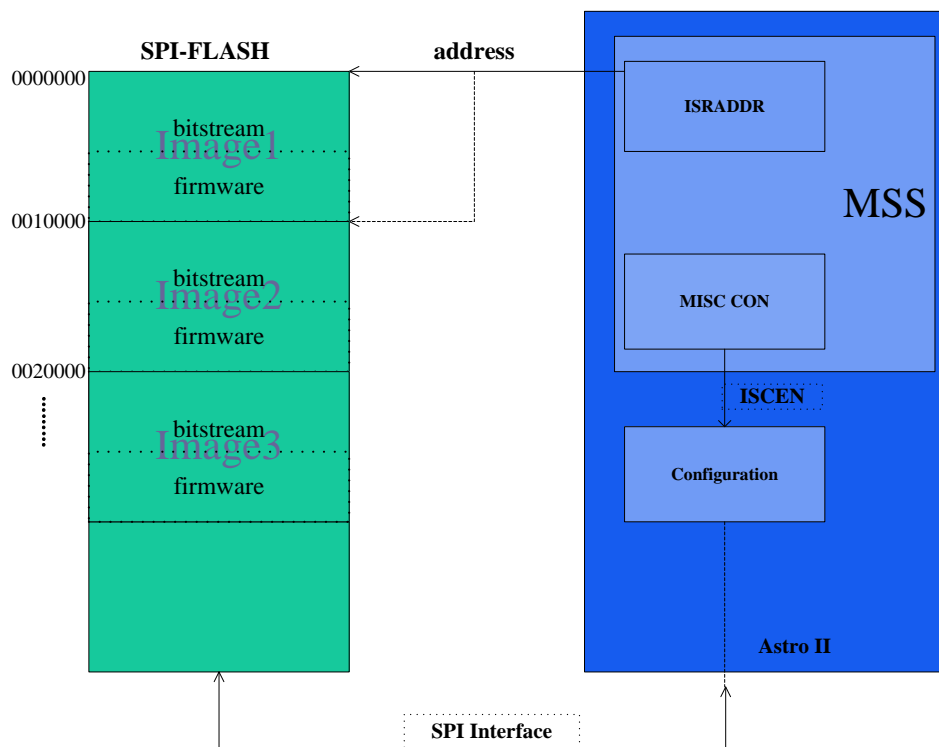 SPI-FLASH
address
0000000
bitstream
Image1
firmware
0010000
bitstream
Image2
firmware
0020000
bitstream
Image3
firmware
ISRADDR
MSS
MISC CON
ISCEN
Configuration
Astro II
SPI Interface